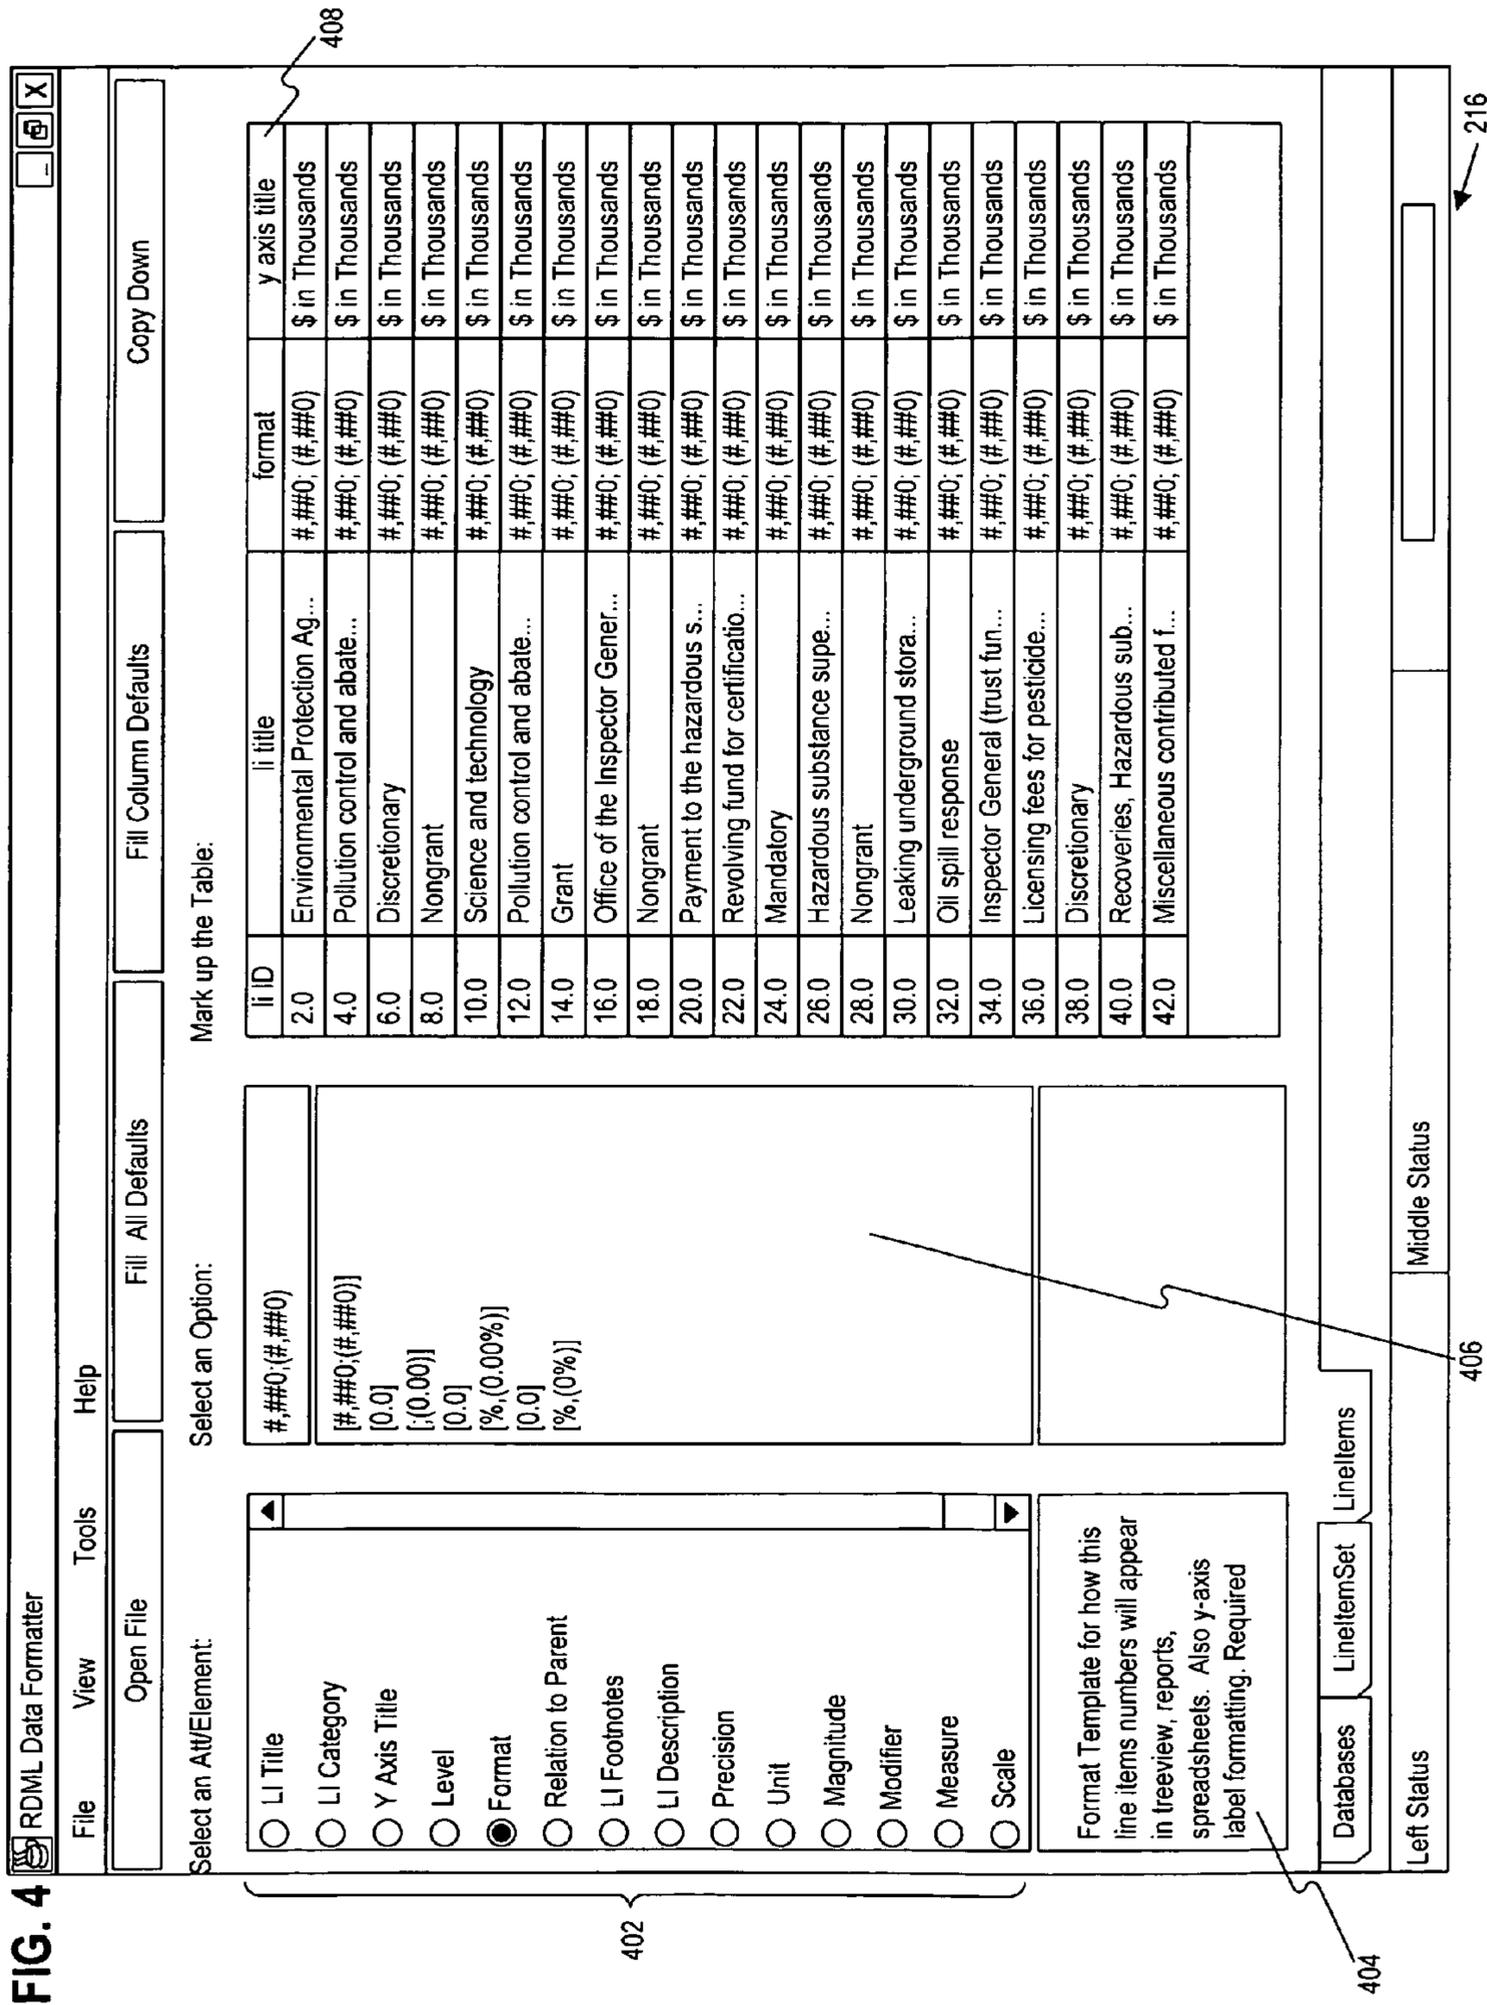 FIG. 4
RDML Data Formatter
_ X
File View Tools Help
Open File Fill All Defaults Fill Column Defaults Copy Down
Select an Att/Element:
LI Title
LI Category
Y Axis Title
Level
Format
Relation to Parent
LI Footnotes
LI Description
Precision
Unit
Magnitude
Modifier
Measure
Scale
402
Format Template for how this
line items numbers will appear
in treeview, reports,
spreadsheets. Also y-axis
label formatting. Required
404
Select an Option:
#,##0;(#,##0)
[#,##0;(#,##0)]
[0.0]
[;(0.00)]
[0.0]
[%,(0.00%)]
[0.0]
[%,(0%)]
406
Mark up the Table:
li ID li title format y axis title
2.0 Environmental Protection Ag... #,##0; (#,##0) $ in Thousands
4.0 Pollution control and abate... #,##0; (#,##0) $ in Thousands
6.0 Discretionary #,##0; (#,##0) $ in Thousands
8.0 Nongrant #,##0; (#,##0) $ in Thousands
10.0 Science and technology #,##0; (#,##0) $ in Thousands
12.0 Pollution control and abate... #,##0; (#,##0) $ in Thousands
14.0 Grant #,##0; (#,##0) $ in Thousands
16.0 Office of the Inspector Gener... #,##0; (#,##0) $ in Thousands
18.0 Nongrant #,##0; (#,##0) $ in Thousands
20.0 Payment to the hazardous s... #,##0; (#,##0) $ in Thousands
22.0 Revolving fund for certificatio... #,##0; (#,##0) $ in Thousands
24.0 Mandatory #,##0; (#,##0) $ in Thousands
26.0 Hazardous substance supe... #,##0; (#,##0) $ in Thousands
28.0 Nongrant #,##0; (#,##0) $ in Thousands
30.0 Leaking underground stora... #,##0; (#,##0) $ in Thousands
32.0 Oil spill response #,##0; (#,##0) $ in Thousands
34.0 Inspector General (trust fun... #,##0; (#,##0) $ in Thousands
36.0 Licensing fees for pesticide... #,##0; (#,##0) $ in Thousands
38.0 Discretionary #,##0; (#,##0) $ in Thousands
40.0 Recoveries, Hazardous sub... #,##0; (#,##0) $ in Thousands
42.0 Miscellaneous contributed f... #,##0; (#,##0) $ in Thousands
408
Databases LineItemSet LineItems
Left Status Middle Status
216